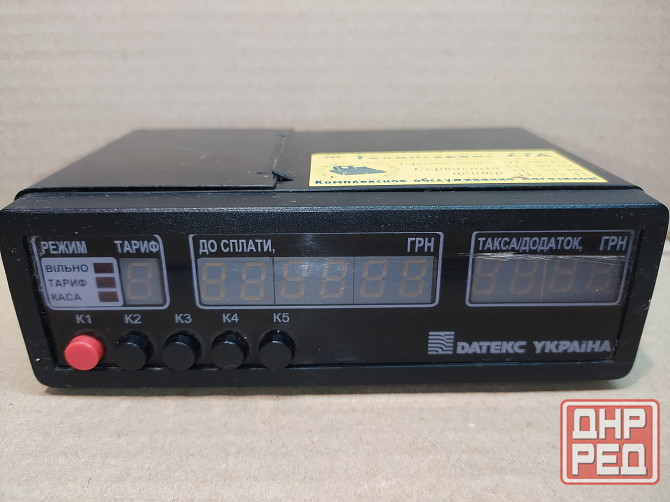 Комплексное обслуживание
РЕЖИМ ТАРИФ ДО СПЛАТИ, ГРН ТАКСА/ДОДАТОК, ГРН
ВІЛЬНО
ТАРИФ
КАСА
К1 К2 К3 К4 К5
DАТЕКС УКРАЇНА
ДНР
РЕД